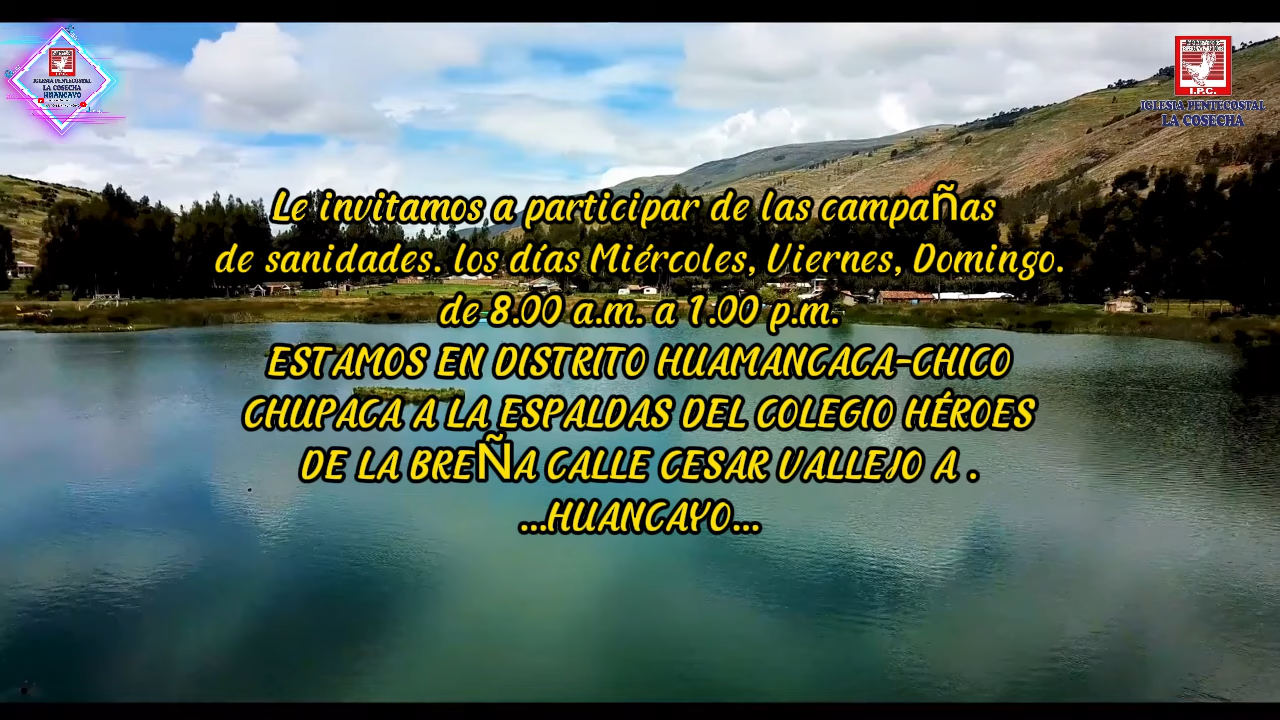 IGLESIA PENTECOSTAL
LA COSECHA
HUANCAYO
I.P.C.
IGLESIA PENTECOSTAL
LA COSECHA
Le invitamos a participar de las campañas
de sanidades. los días Miércoles, Viernes, Domingo.
de 8.00 a.m. a 1.00 p.m.
ESTAMOS EN DISTRITO HUAMANCACA-CHICO
CHUPACA A LA ESPALDAS DEL COLEGIO HÉROES
DE LA BREÑA CALLE CESAR VALLEJO A .
...HUANCAYO...